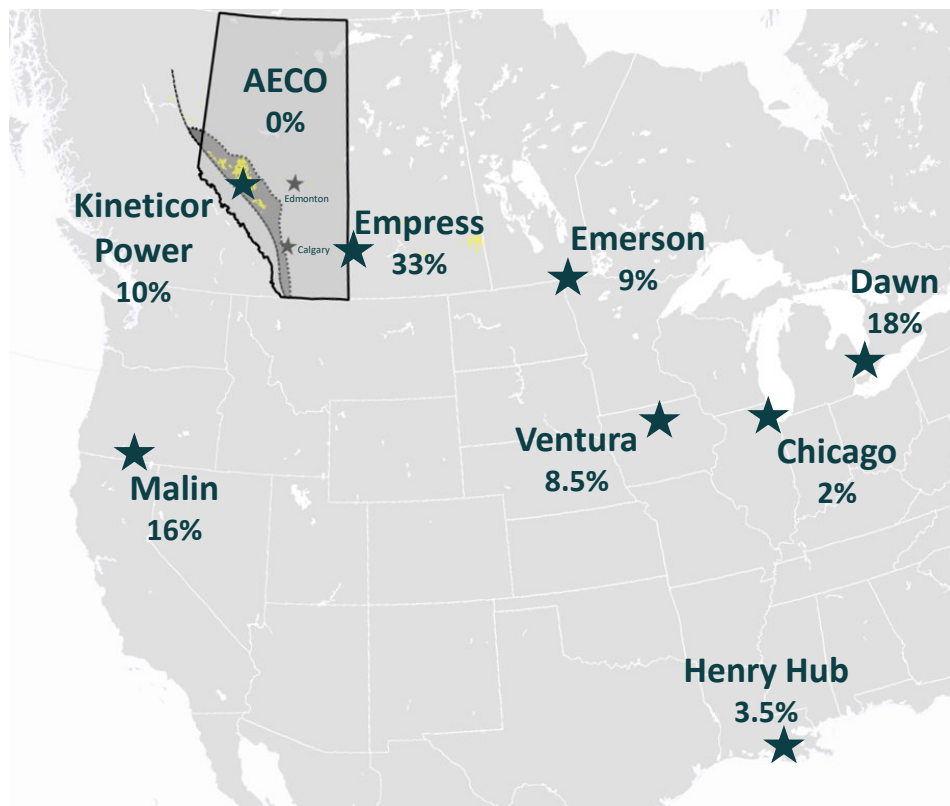 AECO
0%
Kineticor
Power
10%
Edmonton
Calgary
Empress
33%
Emerson
9%
Dawn
18%
Ventura
8.5%
Chicago
2%
Malin
16%
Henry Hub
3.5%